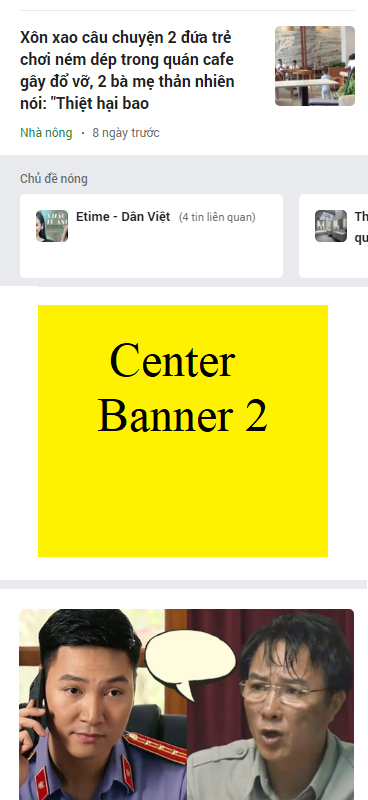 Xôn xao câu chuyện 2 đứa trẻ
chơi ném dép trong quán cafe
gây đổ vỡ, 2 bà mẹ thản nhiên
nói: "Thiệt hại bao
Nhà nông • 8 ngày trước
Chủ đề nóng
Etime - Dân Việt (4 tin liên quan)
Th
qu
Center
Banner 2